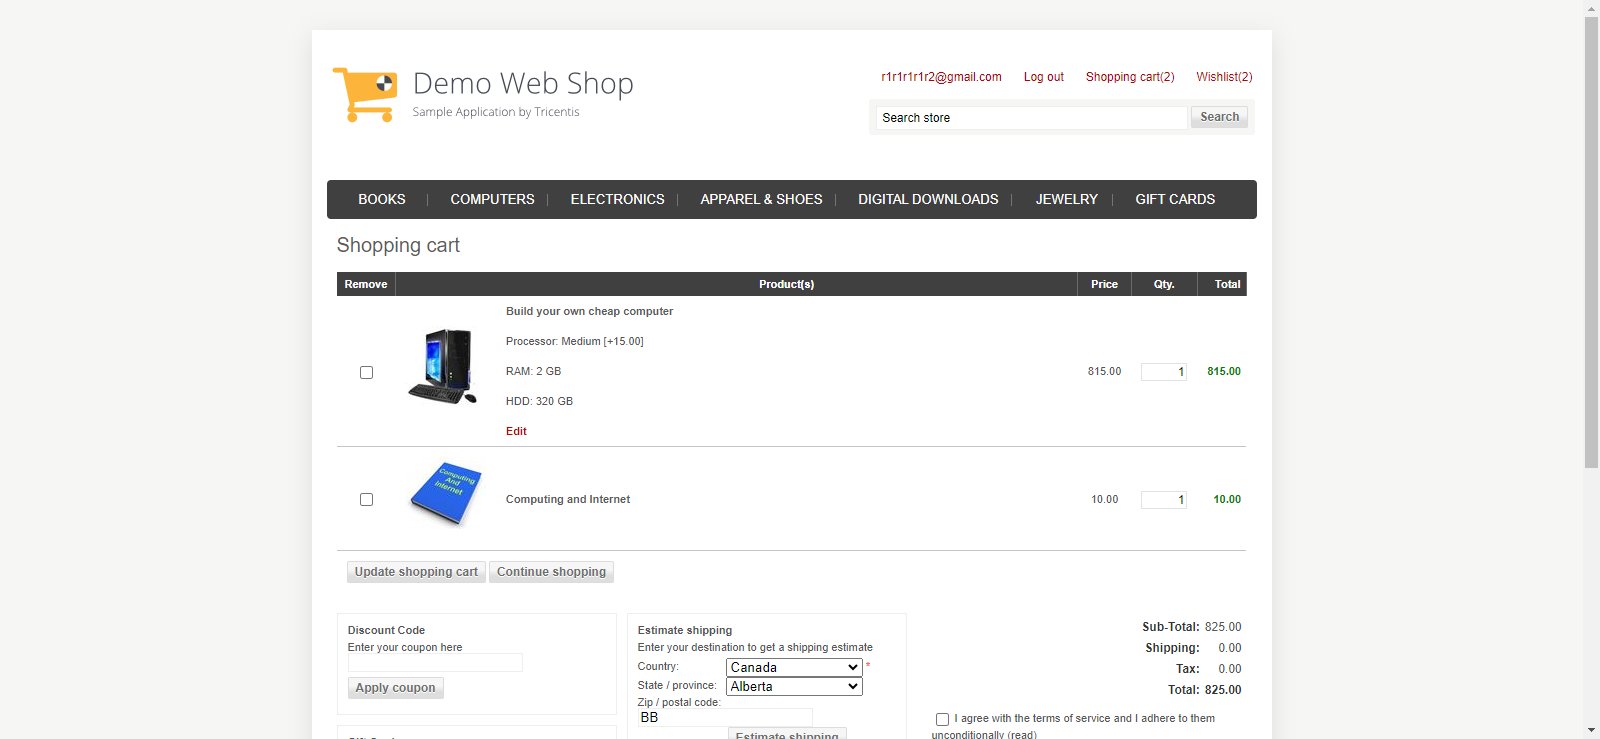 Demo Web Shop
Sample Application by Tricentis
r1r1r1r1r2@gmail.com Log out Shopping cart(2) Wishlist(2)
Search store Search
BOOKS COMPUTERS ELECTRONICS APPAREL & SHOES DIGITAL DOWNLOADS JEWELRY GIFT CARDS
Shopping cart
Remove Product(s) Price Qty. Total
Build your own cheap computer
Processor: Medium [+15.00]
RAM: 2 GB 815.00 1 815.00
HDD: 320 GB
Edit
Computing
And
Internet
Computing and Internet 10.00 1 10.00
Update shopping cart Continue shopping
Discount Code
Enter your coupon here
Apply coupon
Estimate shipping
Enter your destination to get a shipping estimate
Country: Canada *
State / province: Alberta
Zip / postal code:
BB
Estimate shipping
Sub-Total: 825.00
Shipping: 0.00
Tax: 0.00
Total: 825.00
I agree with the terms of service and I adhere to them
unconditionally (read)